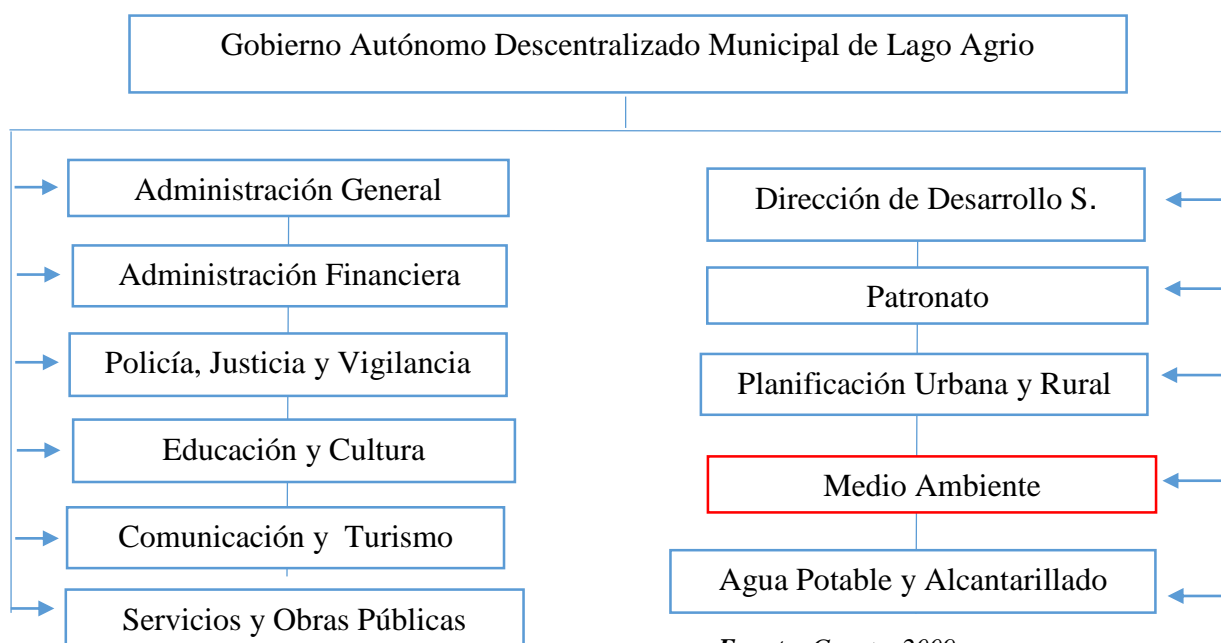 Gobierno Autónomo Descentralizado Municipal de Lago Agrio
Administración General
Administración Financiera
Policía, Justicia y Vigilancia
Educación y Cultura
Comunicación y Turismo
Servicios y Obras Públicas
Dirección de Desarrollo S.
Patronato
Planificación Urbana y Rural
Medio Ambiente
Agua Potable y Alcantarillado